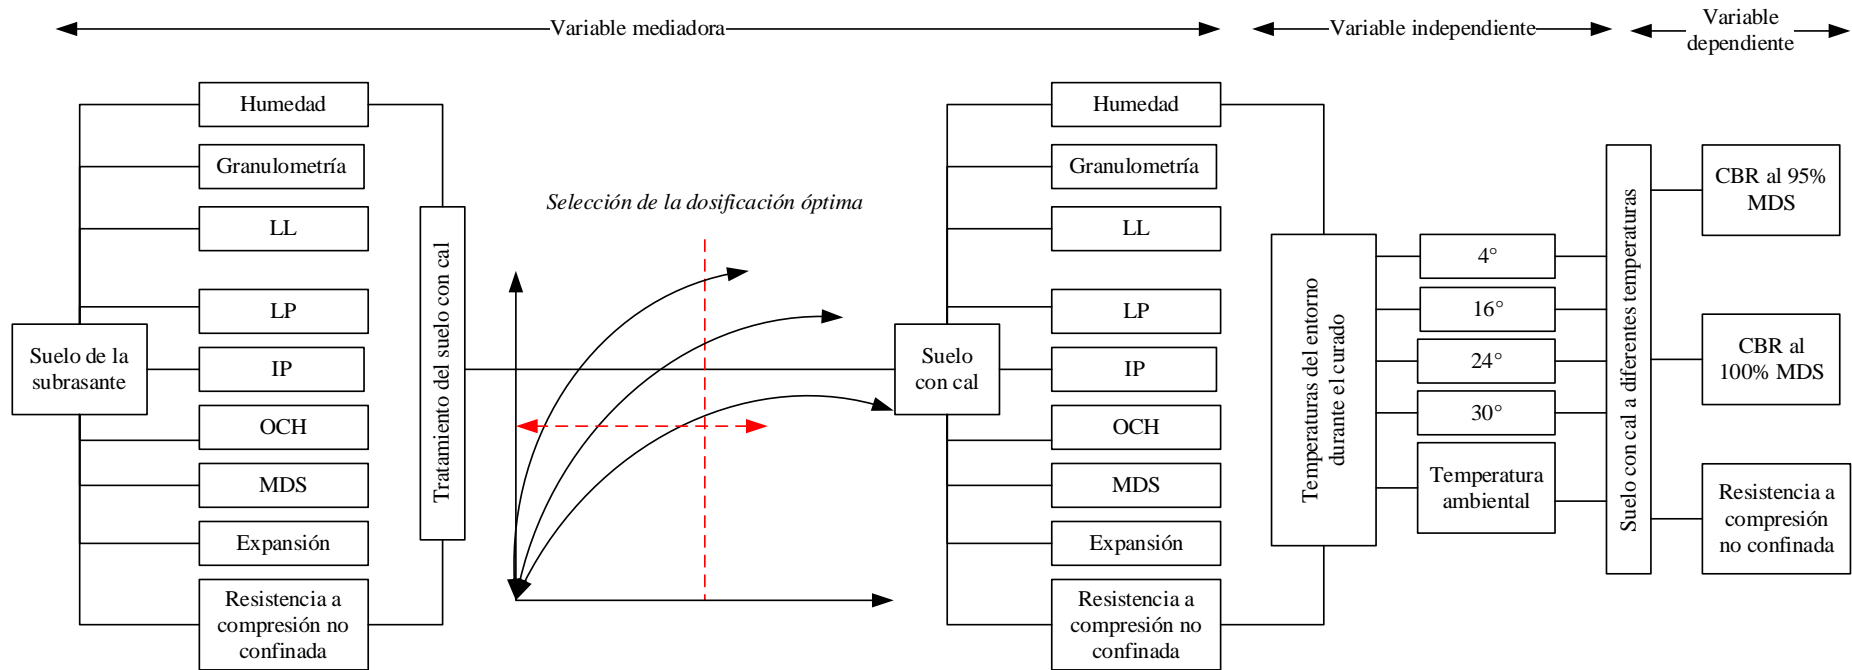 Variable mediadora
Variable independiente
Variable
dependiente
Suelo de la
subrasante
Humedad
Granulometría
LL
LP
IP
OCH
MDS
Expansión
Resistencia a
compresión no
confinada
Tratamiento del suelo con cal
Selección de la dosificación óptima
Suelo
con cal
Humedad
Granulometría
LL
LP
IP
OCH
MDS
Expansión
Resistencia a
compresión no
confinada
Temperaturas del entorno
durante el curado
4°
16°
24°
30°
Temperatura
ambiental
Suelo con cal a diferentes temperaturas
CBR al 95%
MDS
CBR al
100% MDS
Resistencia a
compresión
no confinada